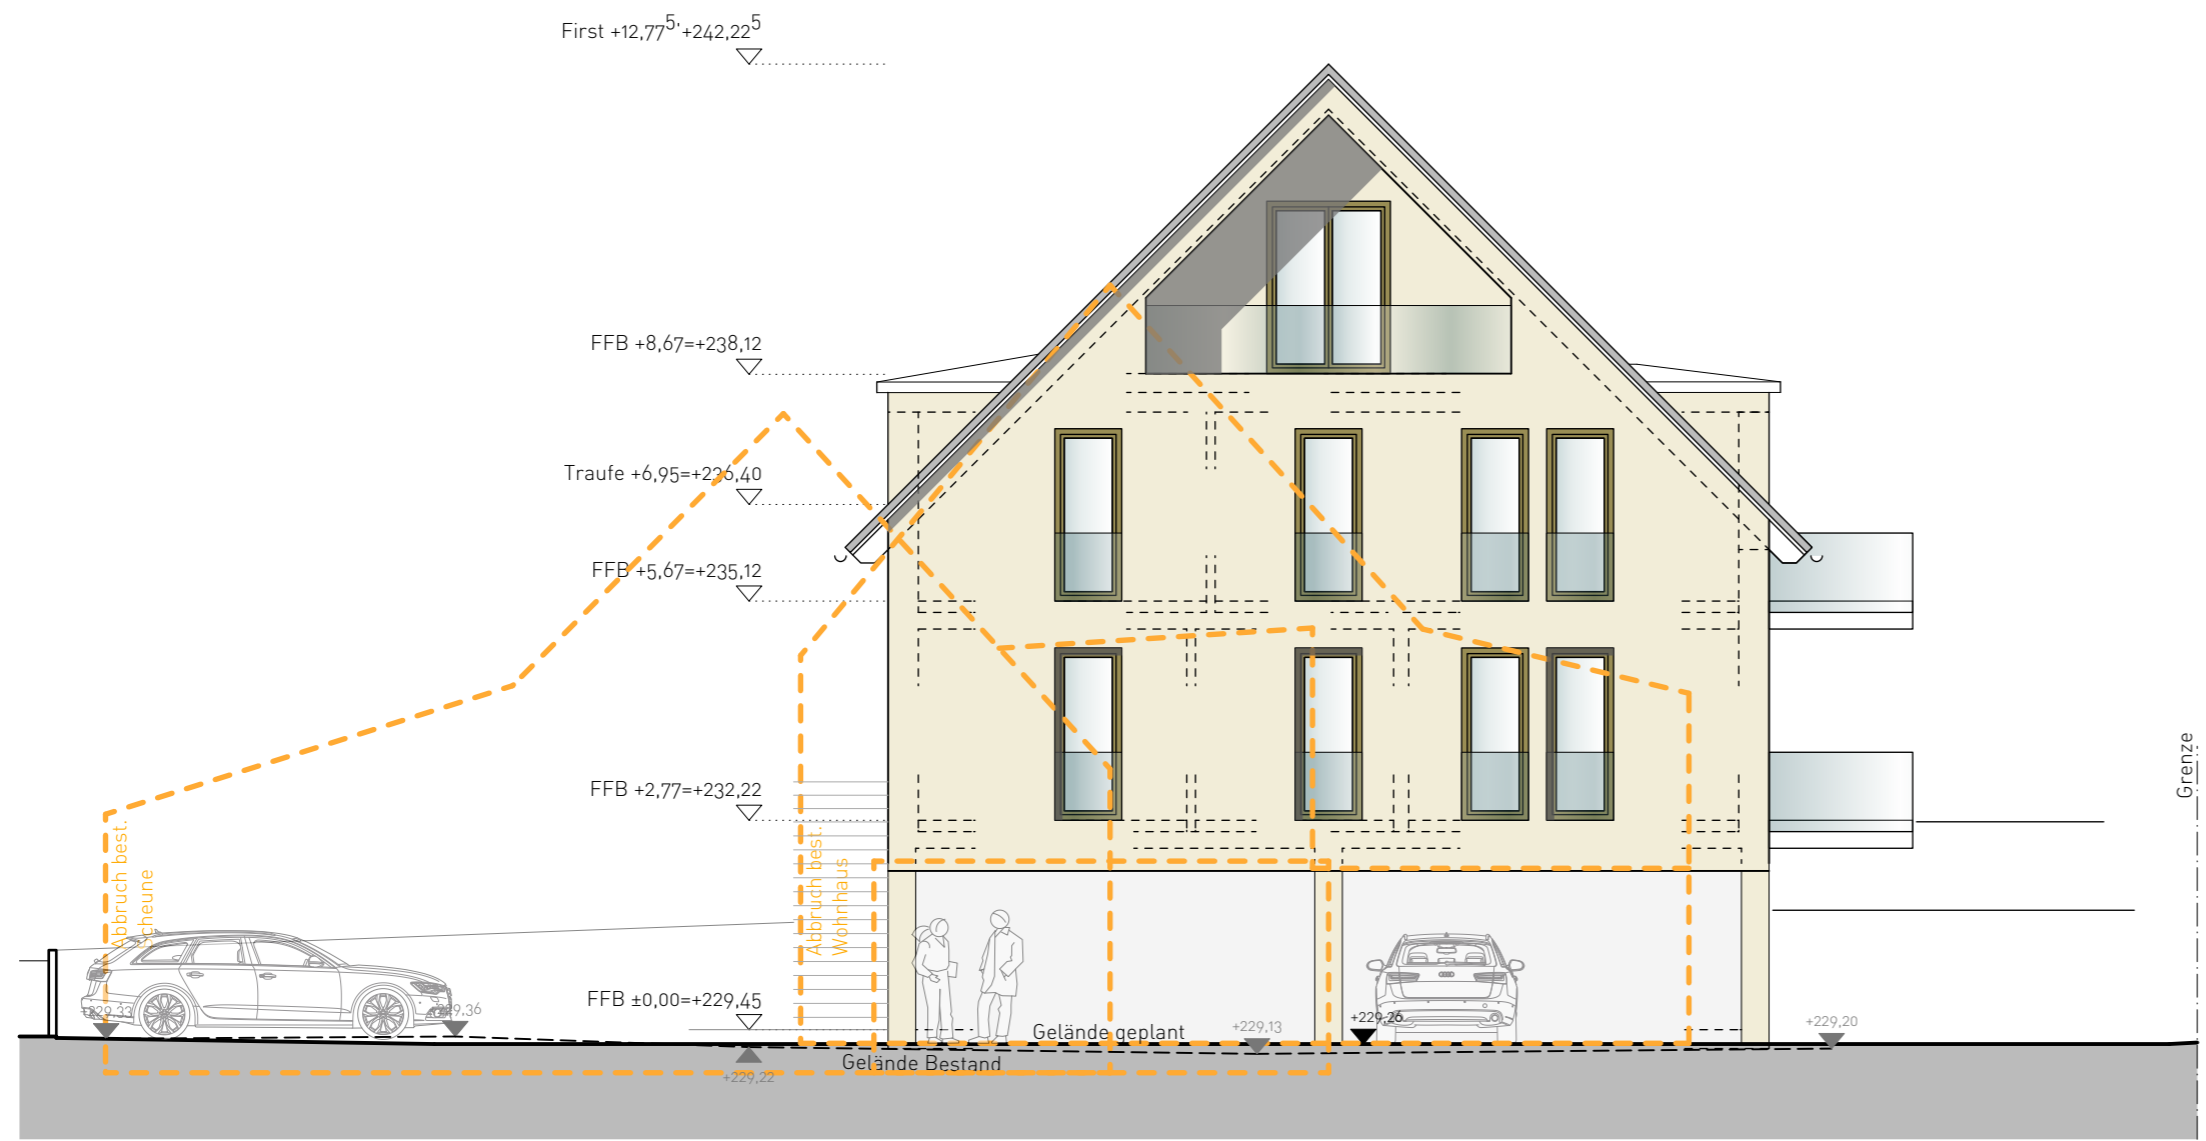 First +12,77⁵·+242,22⁵
FFB +8,67=+238,12
Traufe +6,95=+236,40
FFB +5,67=+235,12
FFB +2,77=+232,22
FFB ±0,00=+229,45
Abbruch best.
Scheune
Abbruch best.
Wohnhaus
Grenze
+229,33
+229,36
+229,22
Gelände geplant
Gelände Bestand
+229,13
+229,26
+229,20